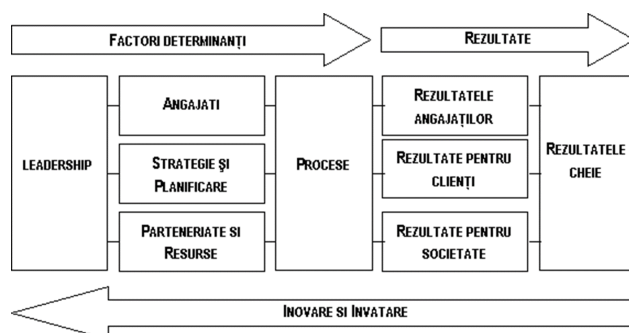 FACTORI DETERMINANȚI
REZULTATE
LEADERSHIP
ANGAJATI
STRATEGIE ȘI
PLANIFICARE
PARTENERIATE SI
RESURSE
PROCESE
REZULTATELE
ANGAJAȚILOR
REZULTATE PENTRU
CLIENȚI
REZULTATE PENTRU
SOCIETATE
REZULTATELE
CHEIE
INOVARE SI INVATARE